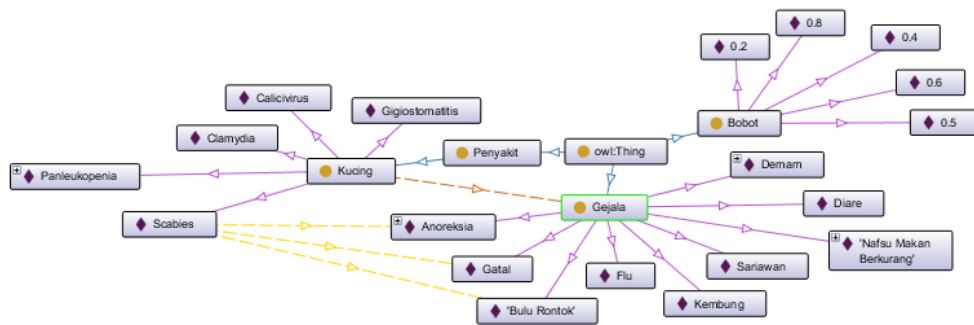 0.8
0.2
0.4
0.6
0.5
Calicivirus
Gigiostomatitis
Clamydia
Bobot
Penyakit
owl:Thing
Panleukopenia
Kucing
Demam
Scabies
Anoreksia
Gejala
Diare
'Nafsu Makan
Berkurang'
Gatal
Flu
Sariawan
'Bulu Rontok'
Kembung